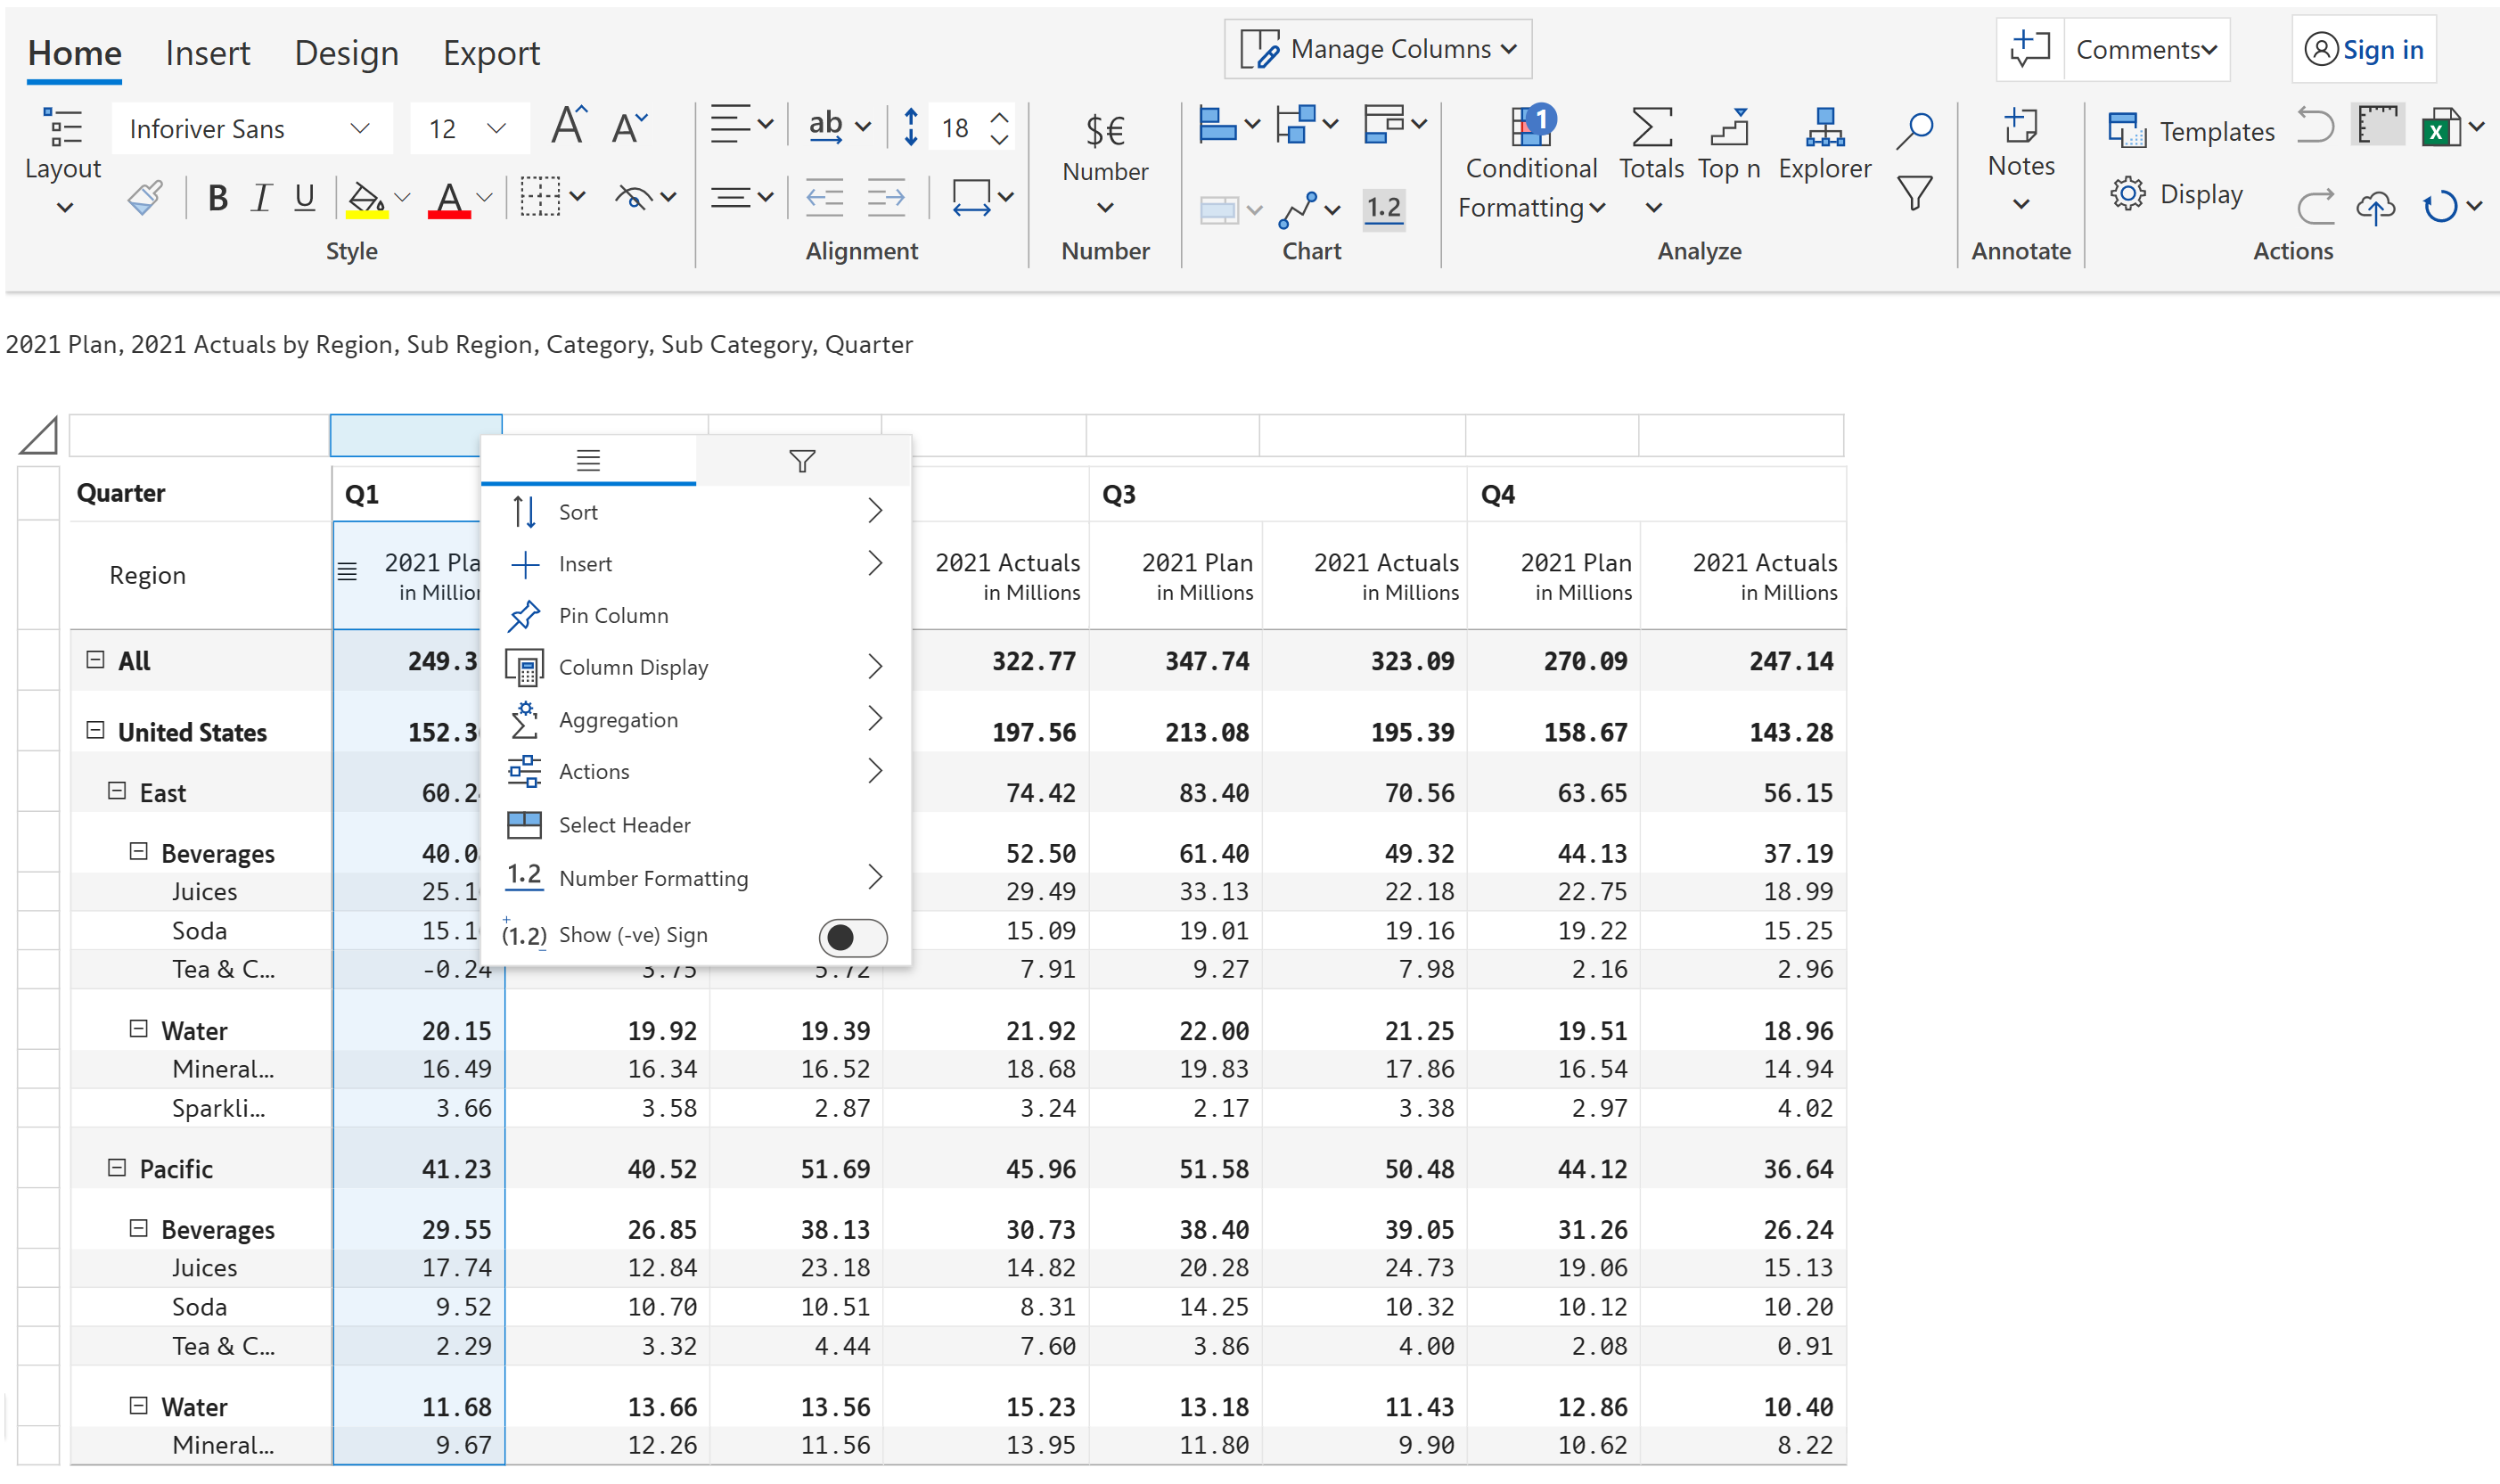 Home Insert Design Export Manage Columns Comments Sign in
Inforiver Sans 12 ab 18 $€ 1 Templates X
Layout Number Conditional Totals Top n Explorer Notes
B I U A 1.2 Formatting Display
Style Alignment Number Chart Analyze Annotate Actions
2021 Plan, 2021 Actuals by Region, Sub Region, Category, Sub Category, Quarter
Quarter Q1 Q3 Q4
Region 2021 Pla 2021 Actuals 2021 Plan 2021 Actuals 2021 Plan 2021 Actuals
in Million in Millions in Millions in Millions in Millions in Millions
Sort
Insert
Pin Column
Column Display
Aggregation
Actions
Select Header
1.2 Number Formatting
(1.2) Show (-ve) Sign
All 249.3 322.77 347.74 323.09 270.09 247.14
United States 152.3 197.56 213.08 195.39 158.67 143.28
East 60.2 74.42 83.40 70.56 63.65 56.15
Beverages 40.0 52.50 61.40 49.32 44.13 37.19
Juices 25.1 29.49 33.13 22.18 22.75 18.99
Soda 15.1 15.09 19.01 19.16 19.22 15.25
Tea & C... -0.24 3.75 5.72 7.91 9.27 7.98 2.16 2.96
Water 20.15 19.92 19.39 21.92 22.00 21.25 19.51 18.96
Mineral... 16.49 16.34 16.52 18.68 19.83 17.86 16.54 14.94
Sparkli... 3.66 3.58 2.87 3.24 2.17 3.38 2.97 4.02
Pacific 41.23 40.52 51.69 45.96 51.58 50.48 44.12 36.64
Beverages 29.55 26.85 38.13 30.73 38.40 39.05 31.26 26.24
Juices 17.74 12.84 23.18 14.82 20.28 24.73 19.06 15.13
Soda 9.52 10.70 10.51 8.31 14.25 10.32 10.12 10.20
Tea & C... 2.29 3.32 4.44 7.60 3.86 4.00 2.08 0.91
Water 11.68 13.66 13.56 15.23 13.18 11.43 12.86 10.40
Mineral... 9.67 12.26 11.56 13.95 11.80 9.90 10.62 8.22